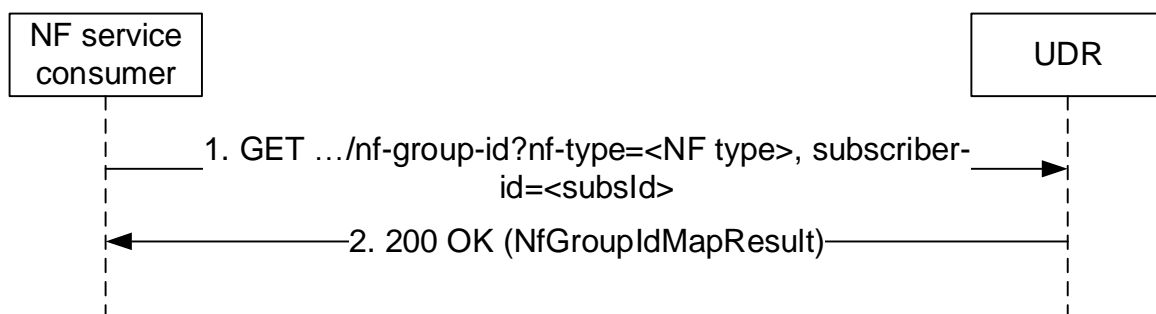 NF service
consumer
UDR
1. GET …/nf-group-id?nf-type=<NF type>, subscriber-
id=<subsId>
2. 200 OK (NfGroupIdMapResult)